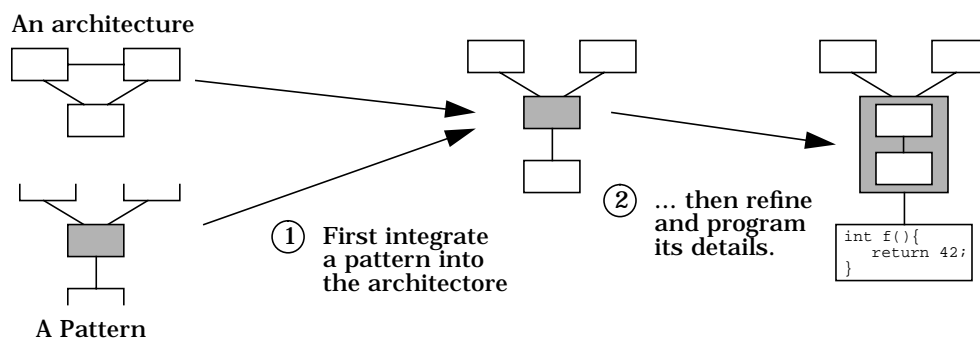 An architecture
A Pattern
1 First integrate
a pattern into
the architectore
2 ... then refine
and program
its details.
int f(){
return 42;
}